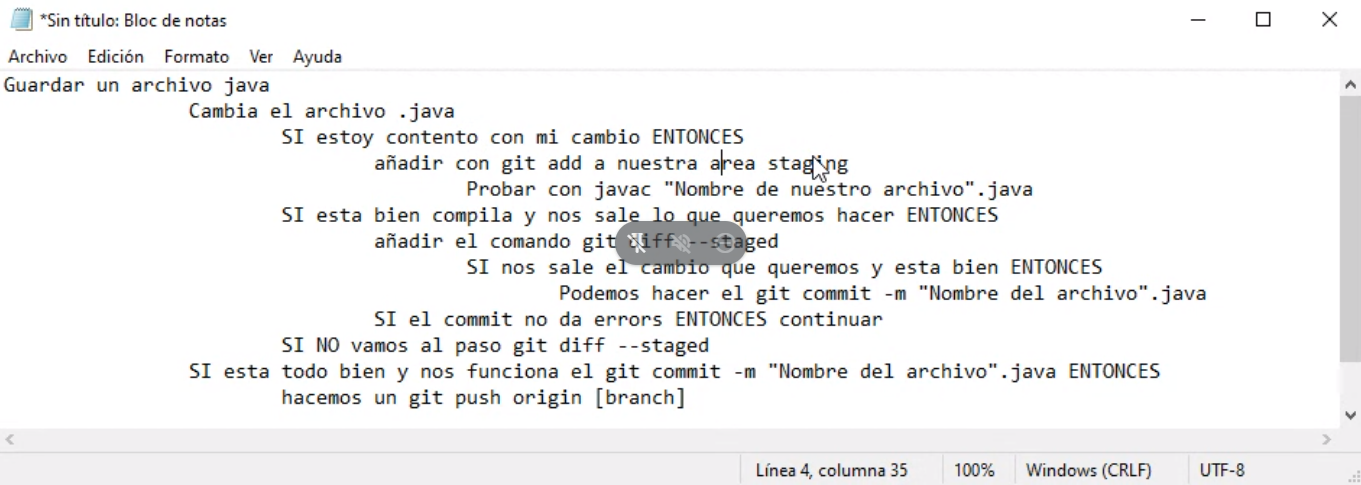 *Sin título: Bloc de notas
Archivo Edición Formato Ver Ayuda
Guardar un archivo java
Cambia el archivo .java
SI estoy contento con mi cambio ENTONCES
añadir con git add a nuestra area staging
Probar con javac "Nombre de nuestro archivo".java
SI esta bien compila y nos sale lo que queremos hacer ENTONCES
añadir el comando git diff --staged
SI nos sale el cambio que queremos y esta bien ENTONCES
Podemos hacer el git commit -m "Nombre del archivo".java
SI el commit no da errors ENTONCES continuar
SI NO vamos al paso git diff --staged
SI esta todo bien y nos funciona el git commit -m "Nombre del archivo".java ENTONCES
hacemos un git push origin [branch]
Línea 4, columna 35 100% Windows (CRLF) UTF-8